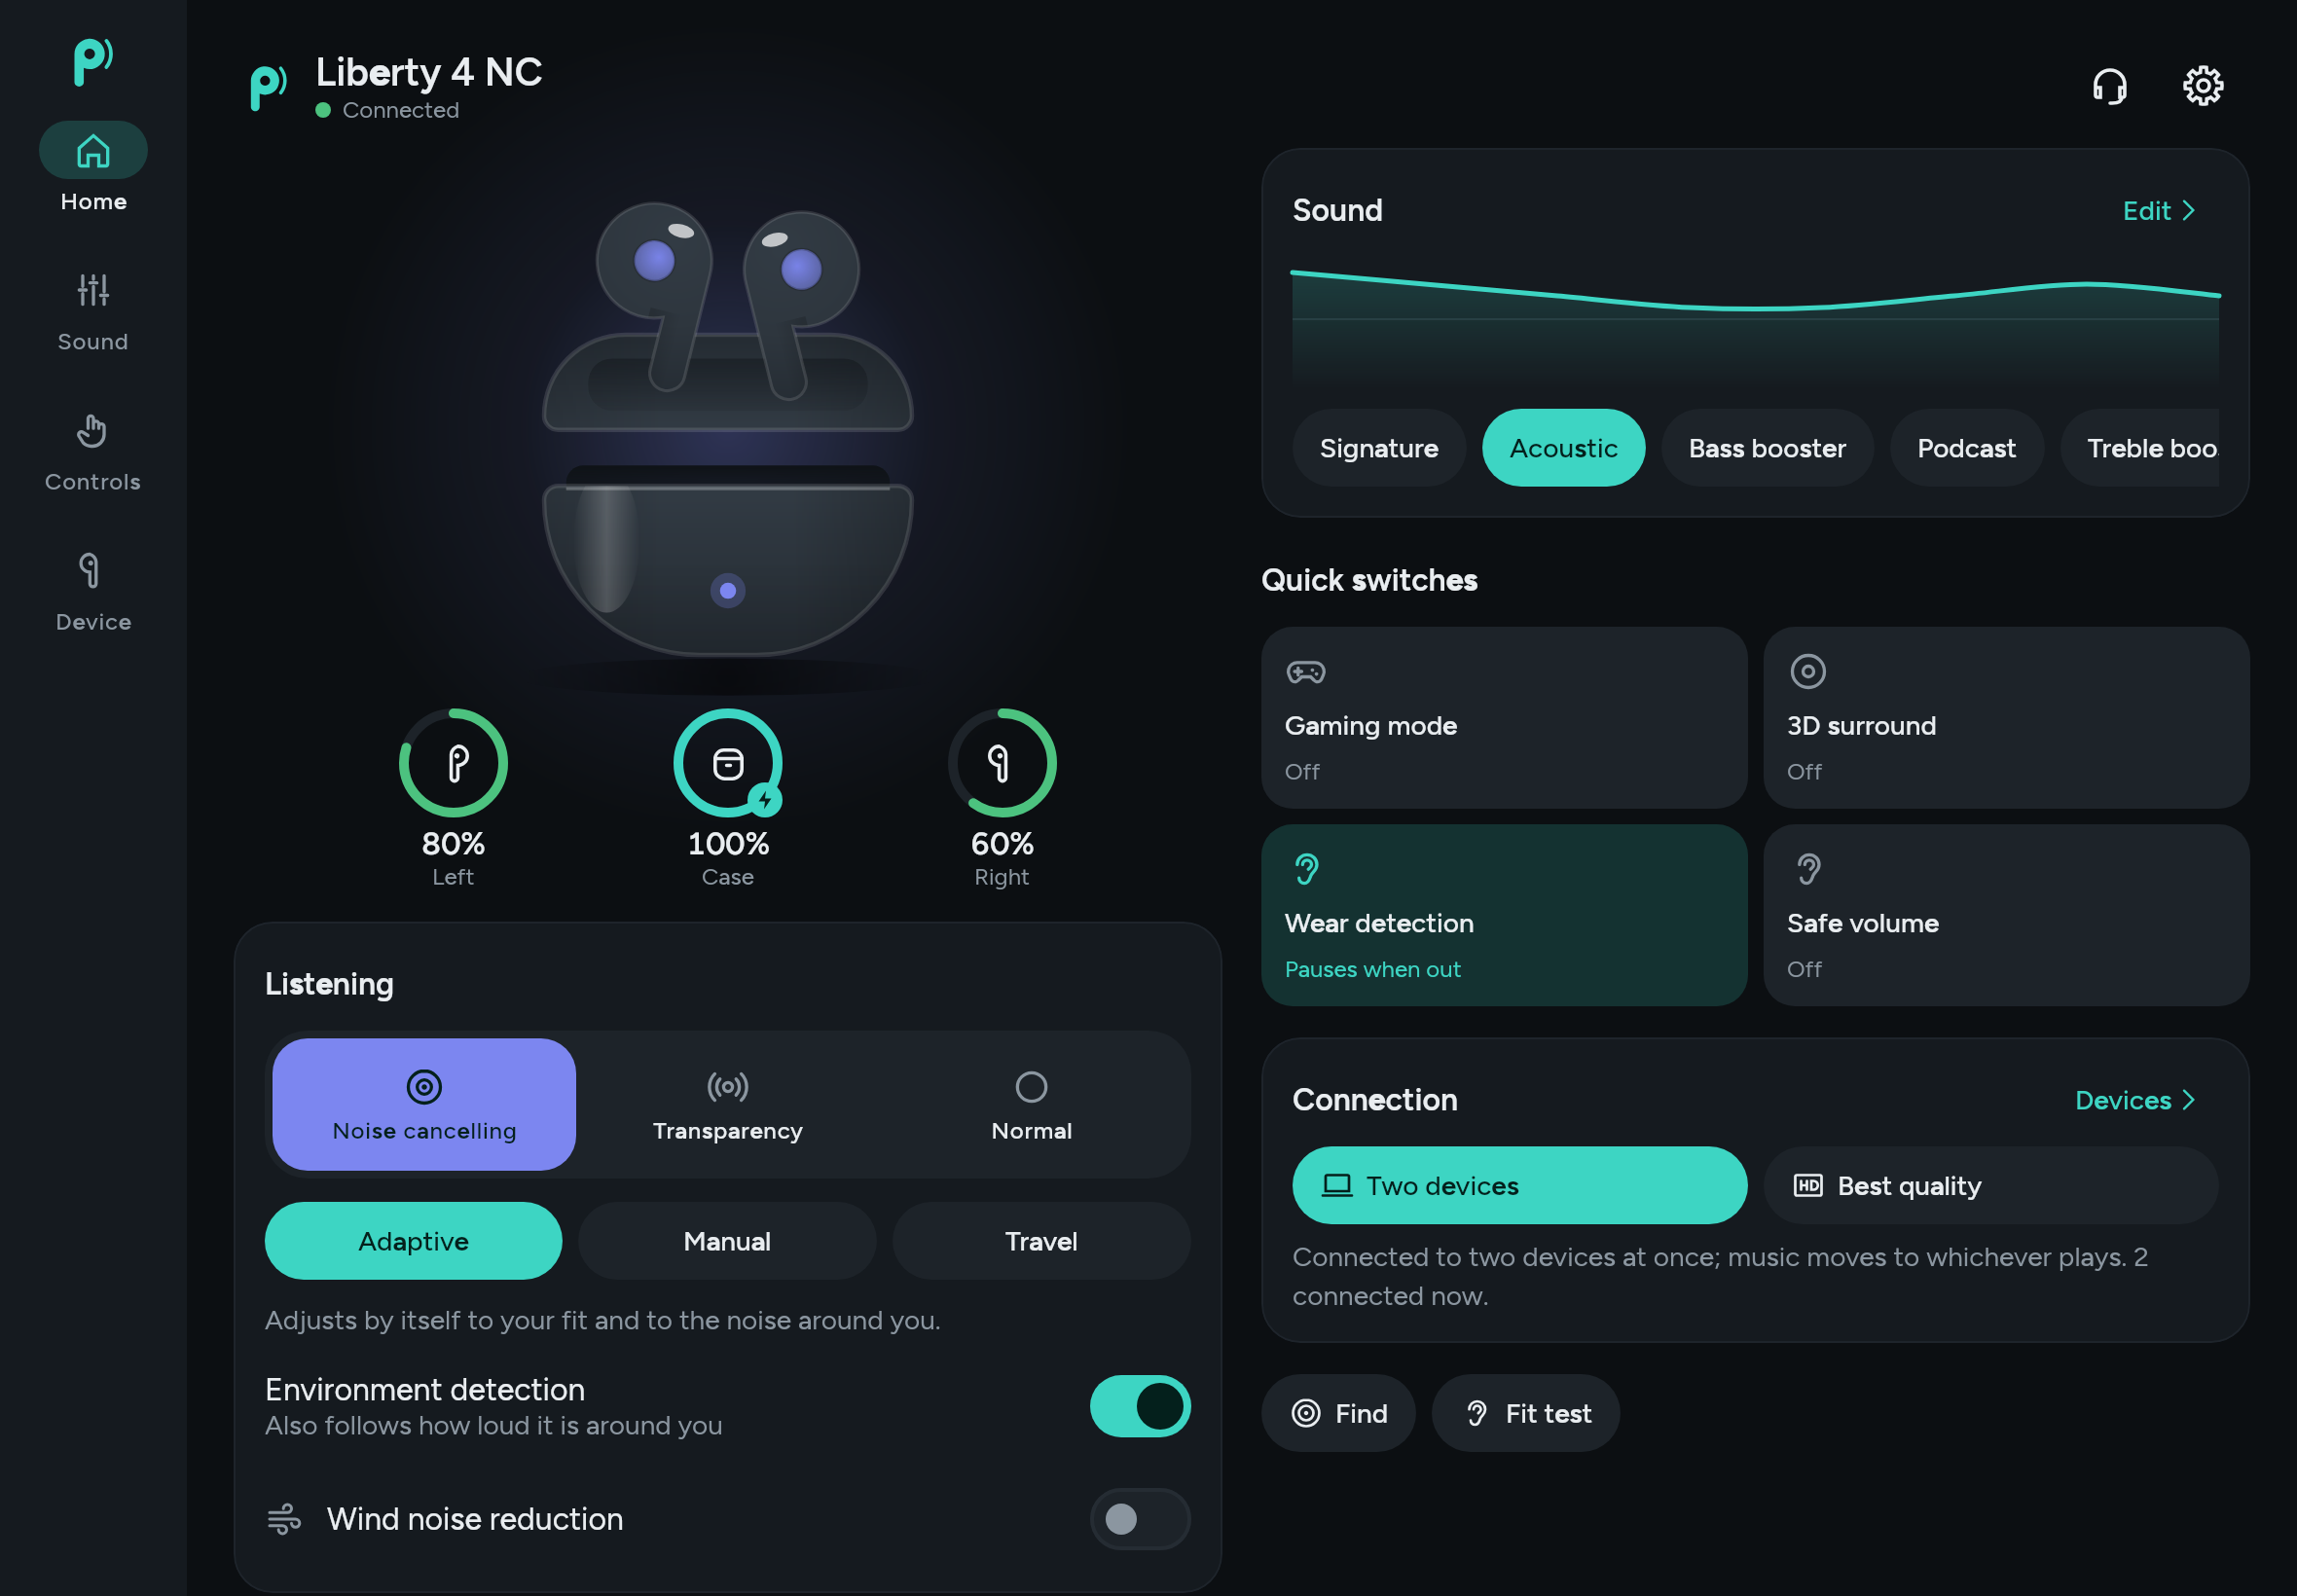 Liberty 4 NC
Connected
Home
Sound
Controls
Device
80%
Left
100%
Case
60%
Right
Listening
Noise cancelling
Transparency
Normal
Adaptive
Manual
Travel
Adjusts by itself to your fit and to the noise around you.
Environment detection
Also follows how loud it is around you
Wind noise reduction
Sound
Edit
Signature
Acoustic
Bass booster
Podcast
Treble boo
Quick switches
Gaming mode
Off
3D surround
Off
Wear detection
Pauses when out
Safe volume
Off
Connection
Devices
Two devices
HD
Best quality
Connected to two devices at once; music moves to whichever plays. 2
connected now.
Find
Fit test